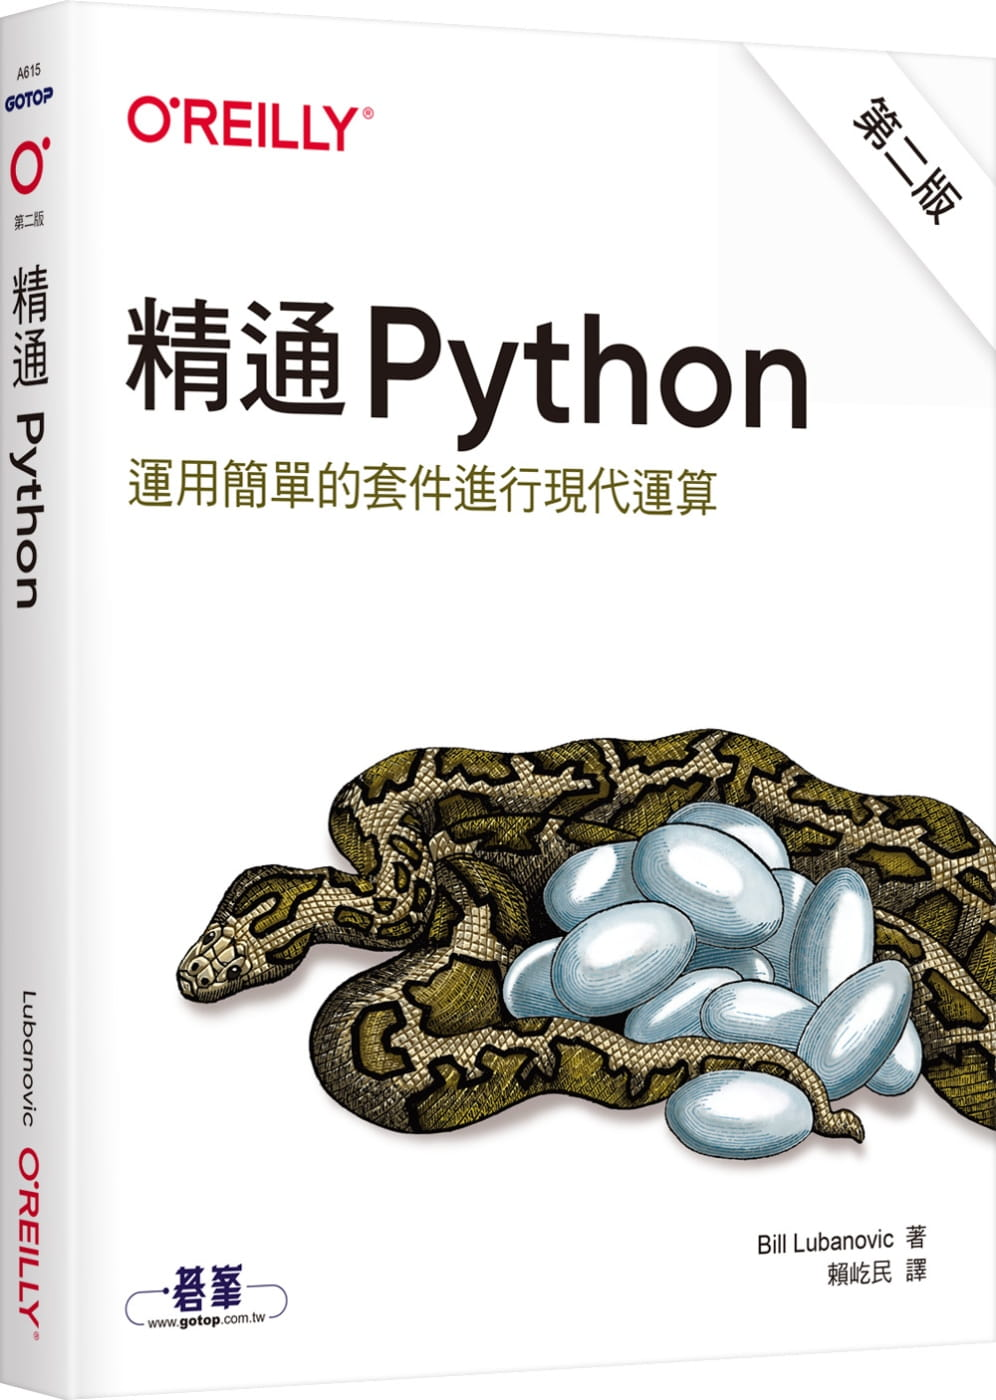 A615
GOTOP
第二版
精通 Python
Lubanovic
O'REILLY®
O'REILLY®
第二版
精通 Python
運用簡單的套件進行現代運算
Bill Lubanovic 著
賴屹民 譯
碁峯
www.gotop.com.tw